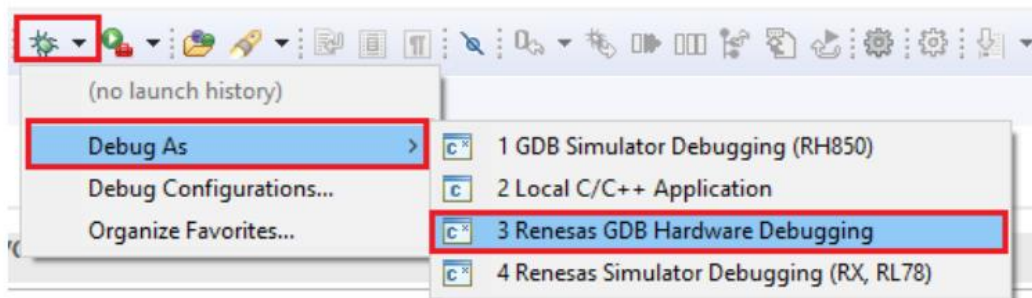 (no launch history)
Debug As
Debug Configurations...
Organize Favorites...
1 GDB Simulator Debugging (RH850)
2 Local C/C++ Application
3 Renesas GDB Hardware Debugging
4 Renesas Simulator Debugging (RX, RL78)